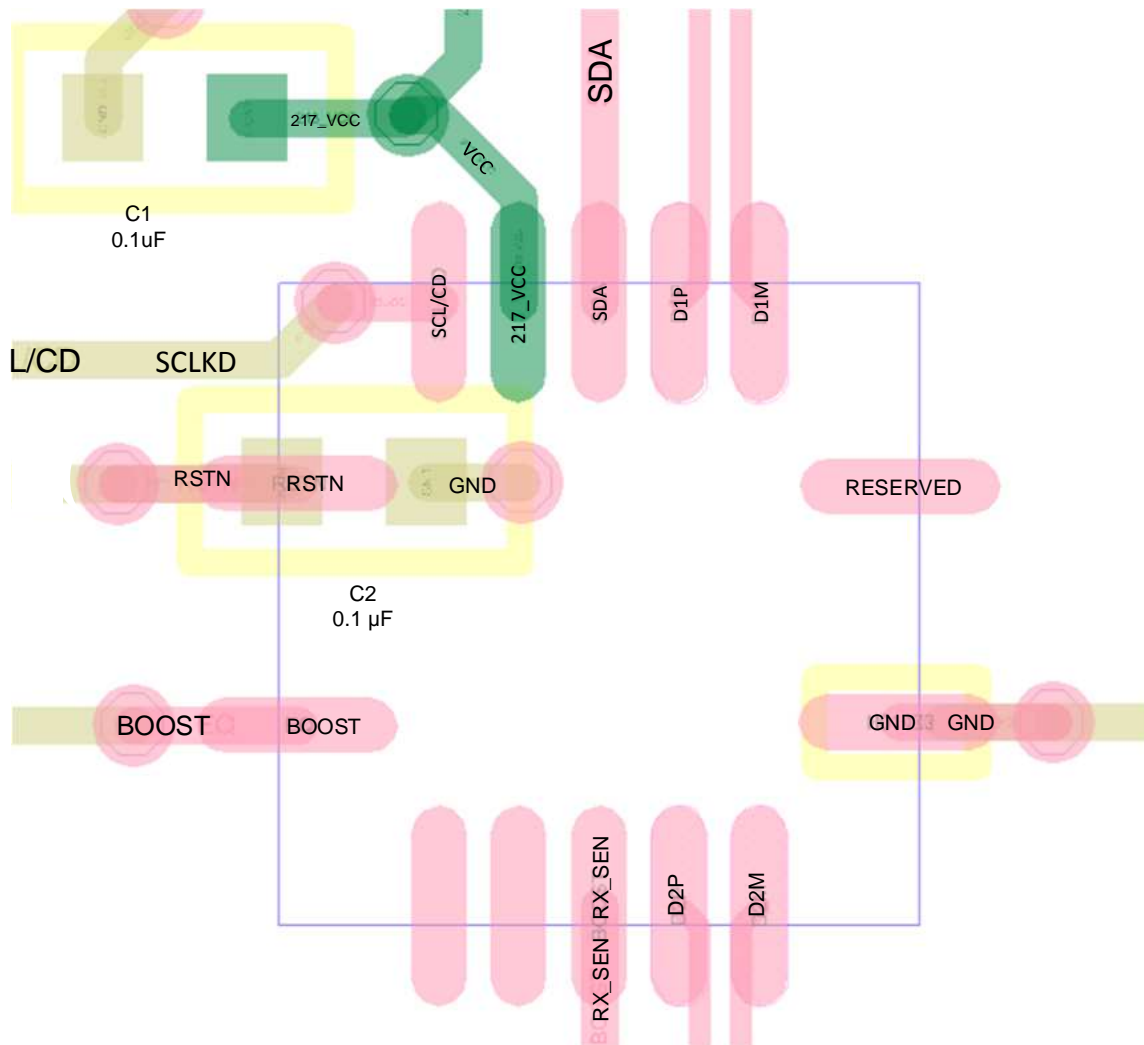 SDA
217_VCC
VCC
C1
0.1uF
SCL/CD
217_VCC
SDA
D1P
D1M
L/CD
SCLKD
RSTN
RSTN
GND
RESERVED
C2
0.1 µF
BOOST
BOOST
GND
GND
RX_SEN
RX_SEN
D2P
D2M